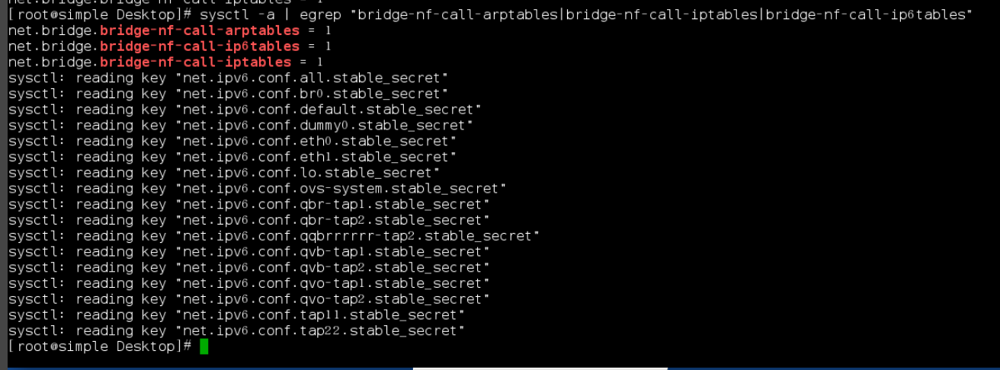 net.bridge.bridge-nf-call-iptables = 1
[root@simple Desktop]# sysctl -a | egrep "bridge-nf-call-arptables|bridge-nf-call-iptables|bridge-nf-call-ip6tables"
net.bridge.bridge-nf-call-arptables = 1
net.bridge.bridge-nf-call-ip6tables = 1
net.bridge.bridge-nf-call-iptables = 1
sysctl: reading key "net.ipv6.conf.all.stable_secret"
sysctl: reading key "net.ipv6.conf.br0.stable_secret"
sysctl: reading key "net.ipv6.conf.default.stable_secret"
sysctl: reading key "net.ipv6.conf.dummy0.stable_secret"
sysctl: reading key "net.ipv6.conf.eth0.stable_secret"
sysctl: reading key "net.ipv6.conf.eth1.stable_secret"
sysctl: reading key "net.ipv6.conf.lo.stable_secret"
sysctl: reading key "net.ipv6.conf.ovs-system.stable_secret"
sysctl: reading key "net.ipv6.conf.qbr-tap1.stable_secret"
sysctl: reading key "net.ipv6.conf.qbr-tap2.stable_secret"
sysctl: reading key "net.ipv6.conf.qqbrrrrrr-tap2.stable_secret"
sysctl: reading key "net.ipv6.conf.qvb-tap1.stable_secret"
sysctl: reading key "net.ipv6.conf.qvb-tap2.stable_secret"
sysctl: reading key "net.ipv6.conf.qvo-tap1.stable_secret"
sysctl: reading key "net.ipv6.conf.qvo-tap2.stable_secret"
sysctl: reading key "net.ipv6.conf.tap11.stable_secret"
sysctl: reading key "net.ipv6.conf.tap22.stable_secret"
[root@simple Desktop]#